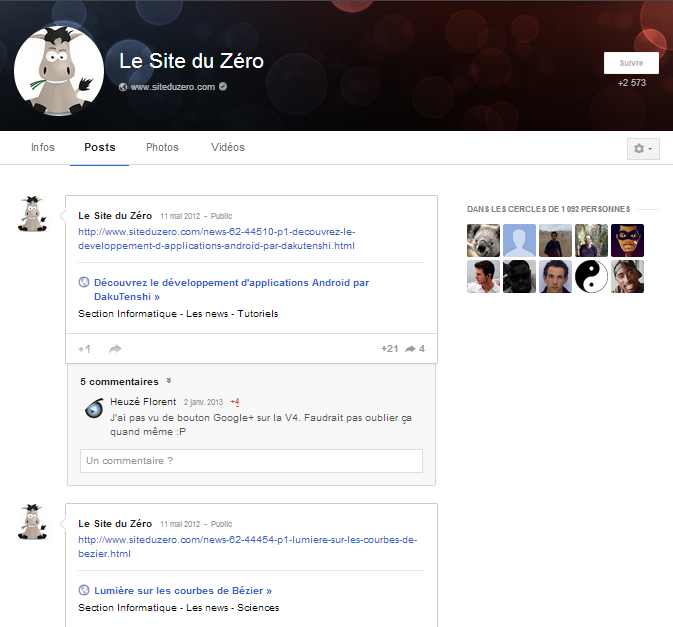 Le Site du Zéro
www.siteduzero.com
Suivre
+2 573
Infos
Posts
Photos
Vidéos
Le Site du Zéro 11 mai 2012 - Public
http://www.siteduzero.com/news-62-44510-p1-decouvrez-le-
developpement-d-applications-android-par-dakutenshi.html
Découvrez le développement d'applications Android par
DakuTenshi »
Section Informatique - Les news - Tutoriels
+1
+21 4
5 commentaires
Heuzé Florent 2 janv. 2013 +4
J'ai pas vu de bouton Google+ sur la V4. Faudrait pas oublier ça
quand même :P
Un commentaire ?
Le Site du Zéro 11 mai 2012 - Public
http://www.siteduzero.com/news-62-44454-p1-lumiere-sur-les-courbes-de-
bezier.html
Lumière sur les courbes de Bézier »
Section Informatique - Les news - Sciences
DANS LES CERCLES DE 1 092 PERSONNES